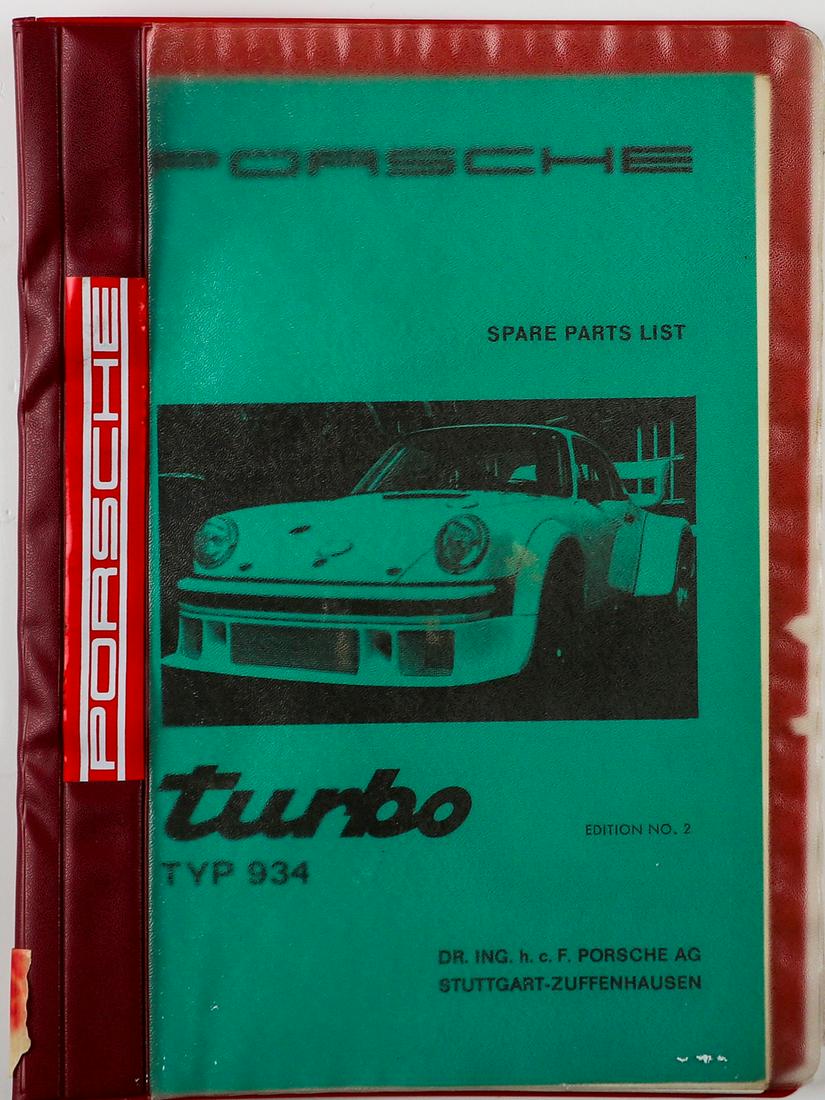 PORSCHE
PORSCHE
SPARE PARTS LIST
turbo
EDITION NO. 2
TYP 934
DR. ING. h. c. F. PORSCHE AG
STUTTGART-ZUFFENHAUSEN